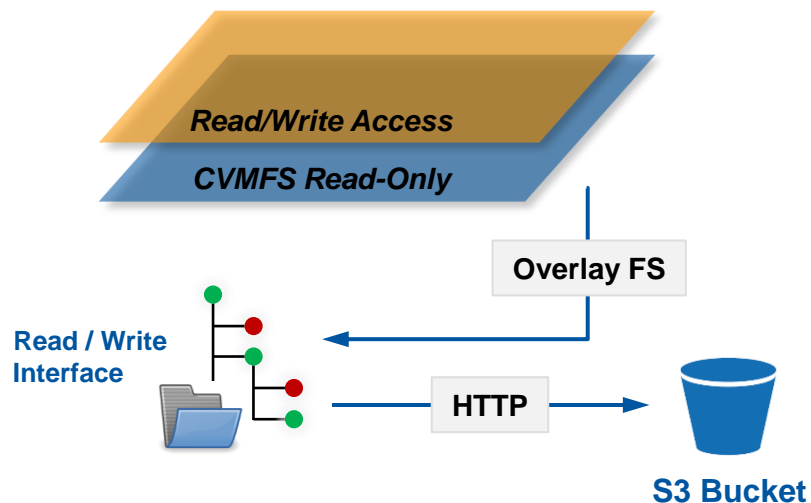 Read/Write Access
CVMFS Read-Only
Overlay FS
Read / Write
Interface
HTTP
S3 Bucket